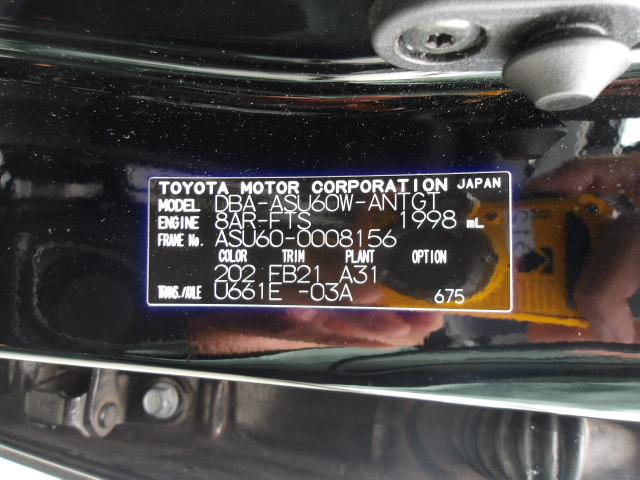 TOYOTA MOTOR CORPORATION JAPAN
MODEL DBA-ASU60W-ANTGT
ENGINE 8AR-FTS 1998 mL
FRAME No. ASU60-0008156
COLOR TRIM PLANT OPTION
202 EB21 A31
TRANS./AXLE U661E -03A 675